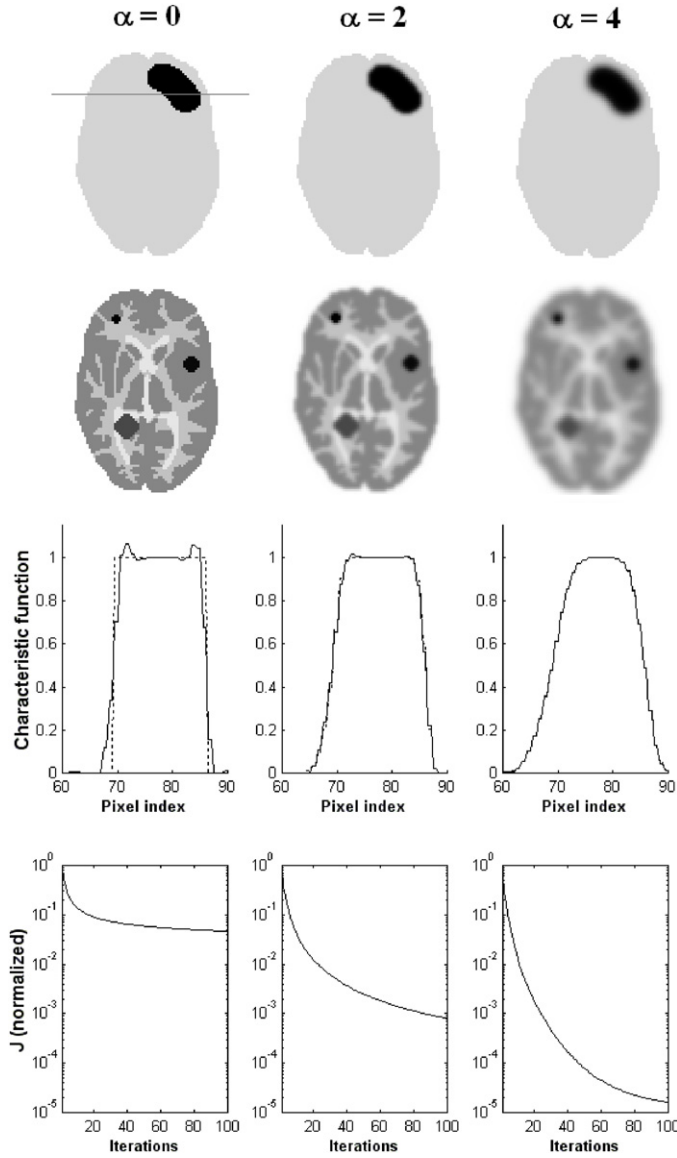 α = 0
α = 2
α = 4
Characteristic function
1
0.8
0.6
0.4
0.2
0
60 70 80 90
Pixel index
1
0.8
0.6
0.4
0.2
0
60 70 80 90
Pixel index
1
0.8
0.6
0.4
0.2
0
60 70 80 90
Pixel index
J (normalized)
10^0
10^-1
10^-2
10^-3
10^-4
10^-5
20 40 60 80 100
Iterations
10^0
10^-1
10^-2
10^-3
10^-4
10^-5
20 40 60 80 100
Iterations
10^0
10^-1
10^-2
10^-3
10^-4
10^-5
20 40 60 80 100
Iterations